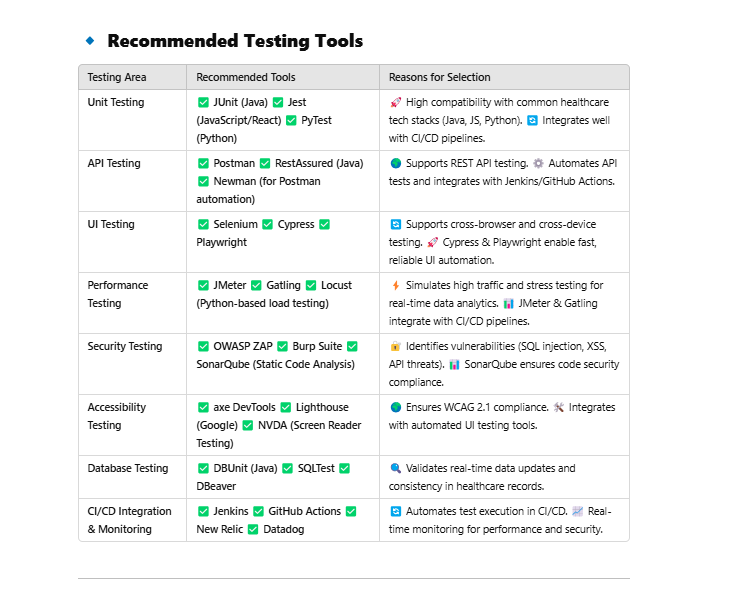 🔹 Recommended Testing Tools
Testing Area
Recommended Tools
Reasons for Selection
Unit Testing
✅ JUnit (Java) ✅ Jest
(JavaScript/React) ✅ PyTest
(Python)
🚀 High compatibility with common healthcare
tech stacks (Java, JS, Python). 🔄 Integrates well
with CI/CD pipelines.
API Testing
✅ Postman ✅ RestAssured (Java)
✅ Newman (for Postman
automation)
🌍 Supports REST API testing. ⚙️ Automates API
tests and integrates with Jenkins/GitHub Actions.
UI Testing
✅ Selenium ✅ Cypress ✅
Playwright
🔄 Supports cross-browser and cross-device
testing. 🚀 Cypress & Playwright enable fast,
reliable UI automation.
Performance
Testing
✅ JMeter ✅ Gatling ✅ Locust
(Python-based load testing)
⚡ Simulates high traffic and stress testing for
real-time data analytics. 📊 JMeter & Gatling
integrate with CI/CD pipelines.
Security Testing
✅ OWASP ZAP ✅ Burp Suite ✅
SonarQube (Static Code Analysis)
🔐 Identifies vulnerabilities (SQL injection, XSS,
API threats). 📊 SonarQube ensures code security
compliance.
Accessibility
Testing
✅ axe DevTools ✅ Lighthouse
(Google) ✅ NVDA (Screen Reader
Testing)
🌍 Ensures WCAG 2.1 compliance. 🛠 Integrates
with automated UI testing tools.
Database Testing
✅ DBUnit (Java) ✅ SQLTest ✅
DBeaver
🔍 Validates real-time data updates and
consistency in healthcare records.
CI/CD Integration
& Monitoring
✅ Jenkins ✅ GitHub Actions ✅
New Relic ✅ Datadog
🔄 Automates test execution in CI/CD. 📈 Real-
time monitoring for performance and security.